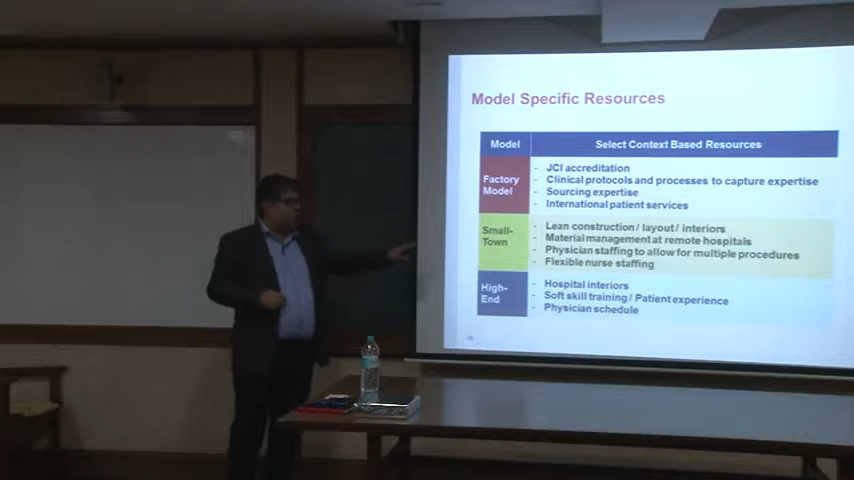 Model Specific Resources
Model
Select Context Based Resources
Factory
Model
- JCI accreditation
- Clinical protocols and processes to capture expertise
- Sourcing expertise
- International patient services
Small-
Town
- Lean construction / layout / interiors
- Material management at remote hospitals
- Physician staffing to allow for multiple procedures
- Flexible nurse staffing
High-
End
- Hospital interiors
- Soft skill training / Patient experience
- Physician schedule